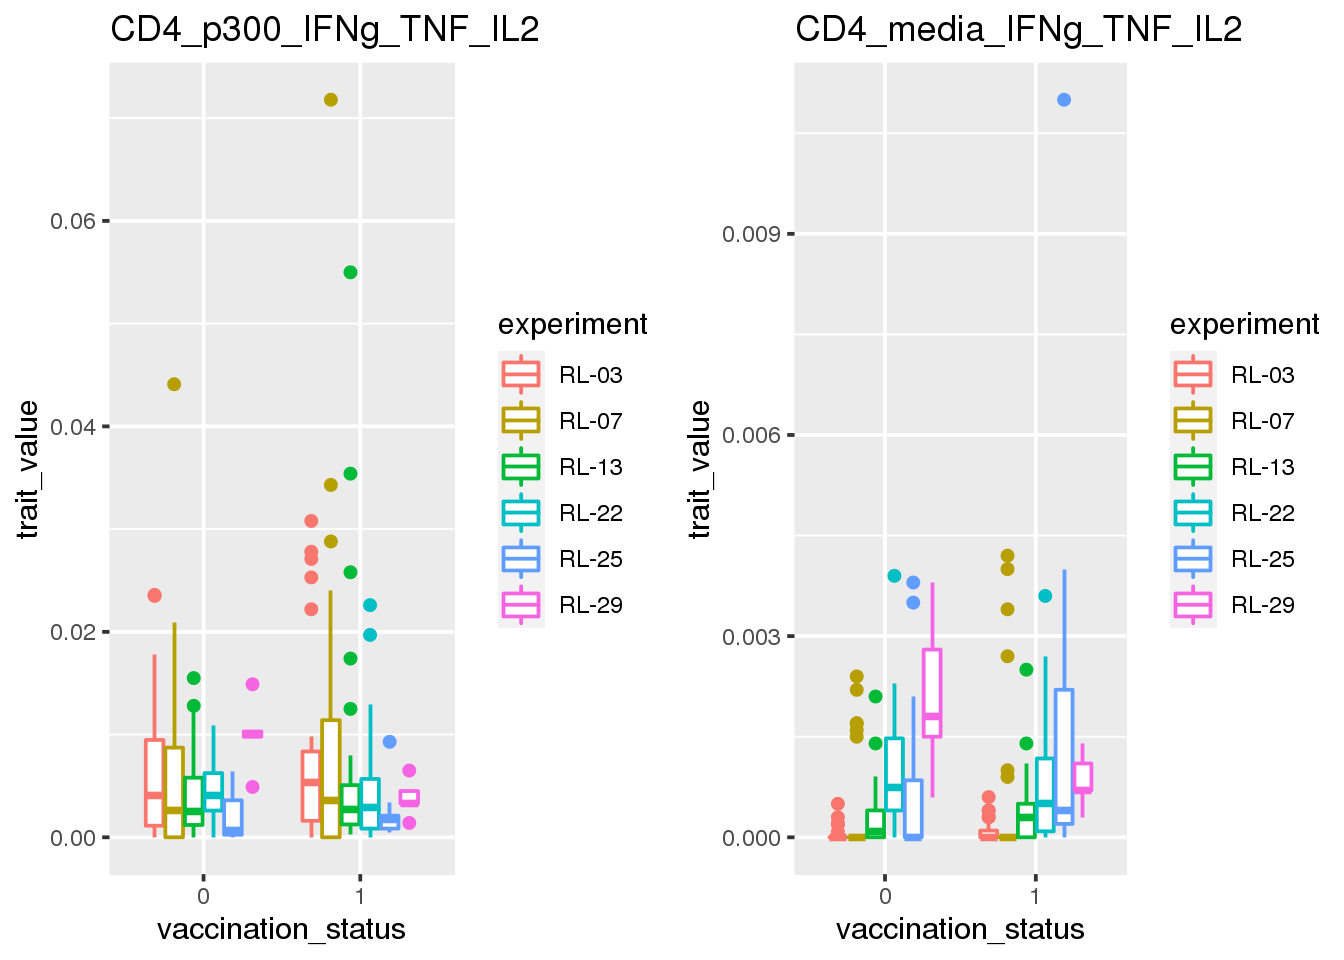 CD4_p300_IFNg_TNF_IL2
trait_value
0.06
0.04
0.02
0.00
0
1
vaccination_status
experiment
RL-03
RL-07
RL-13
RL-22
RL-25
RL-29
CD4_media_IFNg_TNF_IL2
trait_value
0.009
0.006
0.003
0.000
0
1
vaccination_status
experiment
RL-03
RL-07
RL-13
RL-22
RL-25
RL-29